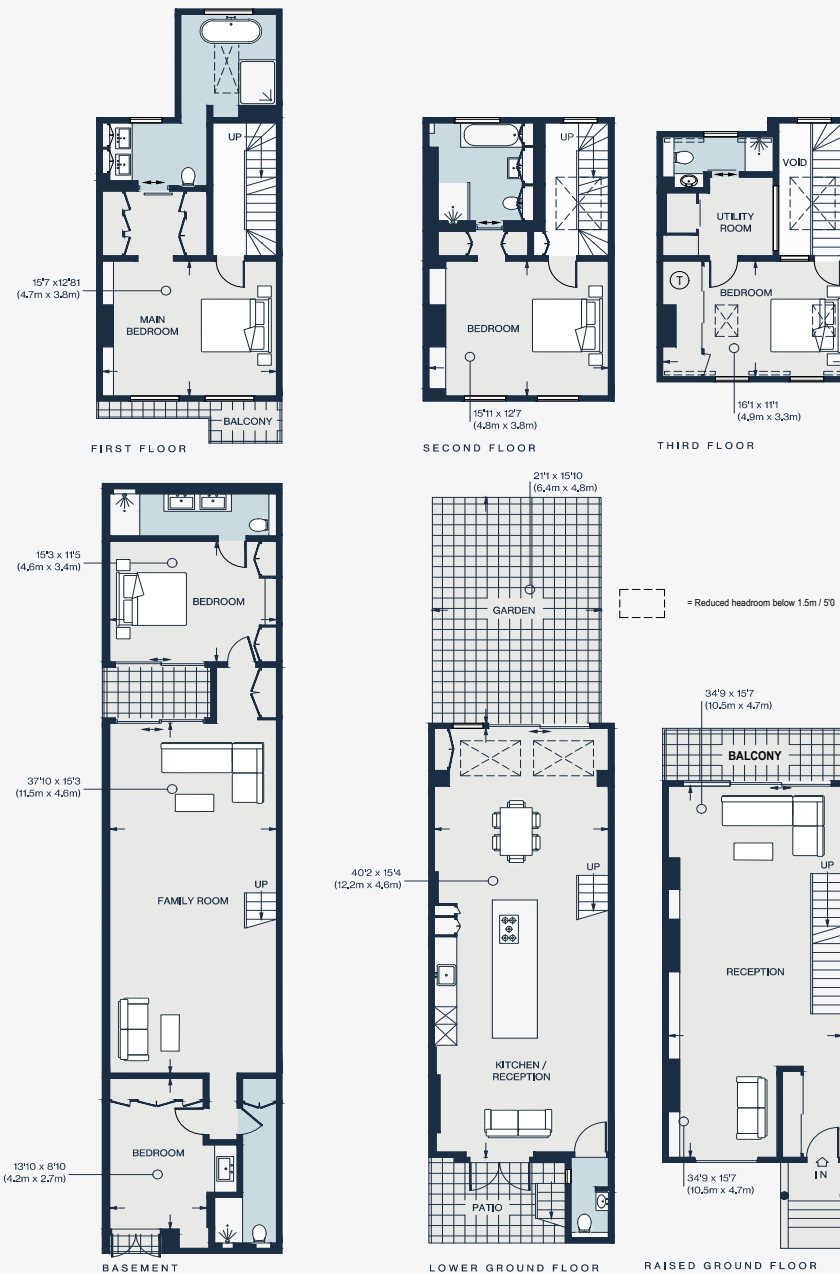 UP
15'7 x12'81
(4.7m x 3.8m)
MAIN
BEDROOM
BALCONY
FIRST FLOOR
UP
BEDROOM
15'11 x 12'7
(4.8m x 3.8m)
SECOND FLOOR
VOID
UTILITY
ROOM
T
BEDROOM
16'1 x 11'1
(4.9m x 3.3m)
THIRD FLOOR
15'3 x 11'5
(4.6m x 3.4m)
BEDROOM
37'10 x 15'3
(11.5m x 4.6m)
FAMILY ROOM
UP
BEDROOM
13'10 x 8'10
(4.2m x 2.7m)
BASEMENT
21'1 x 15'10
(6.4m x 4.8m)
GARDEN
= Reduced headroom below 1.5m / 5'0
40'2 x 15'4
(12.2m x 4.6m)
UP
KITCHEN /
RECEPTION
PATIO
LOWER GROUND FLOOR
34'9 x 15'7
(10.5m x 4.7m)
BALCONY
UP
RECEPTION
34'9 x 15'7
(10.5m x 4.7m)
IN
RAISED GROUND FLOOR